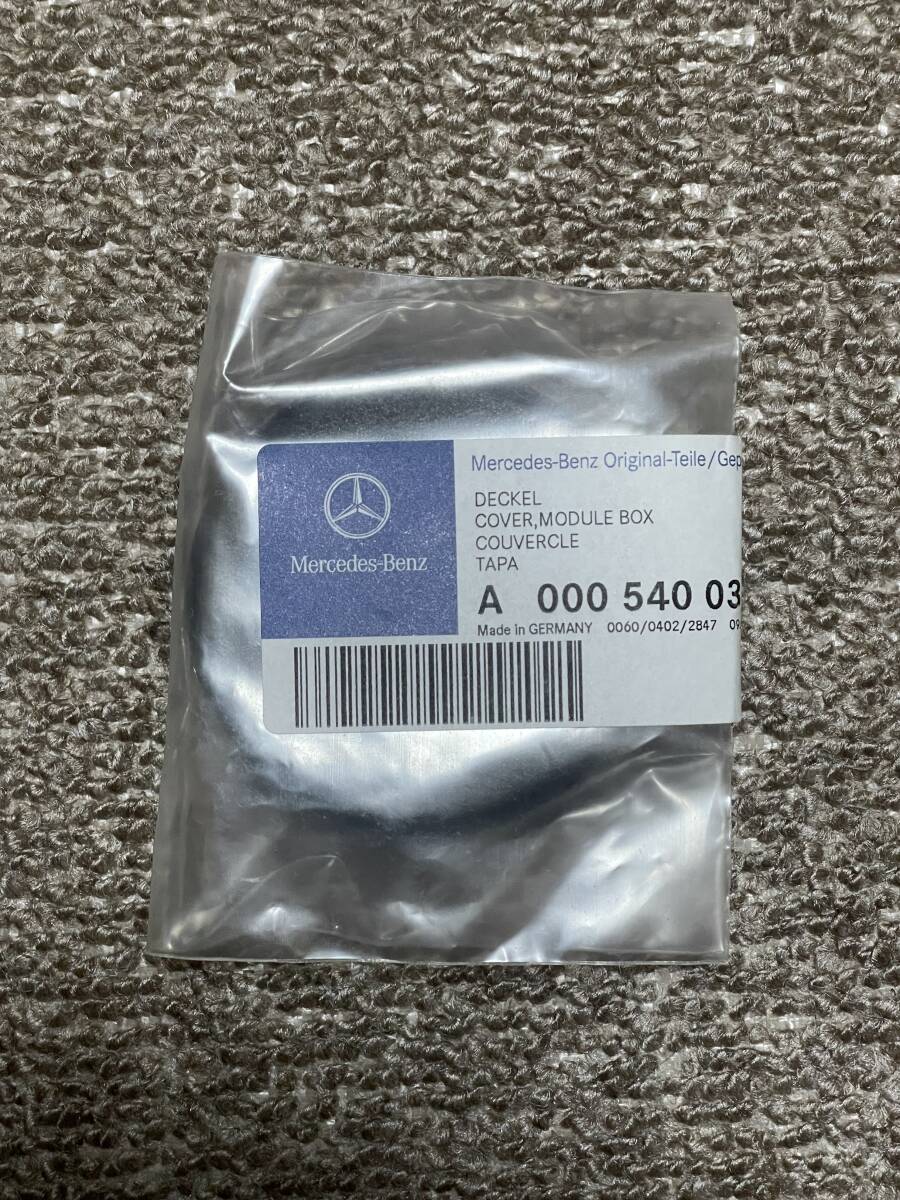 Mercedes-Benz
Mercedes-Benz Original-Teile/Gep
DECKEL
COVER,MODULE BOX
COUVERCLE
TAPA
A 000 540 03
Made in GERMANY 0060/0402/2847 09